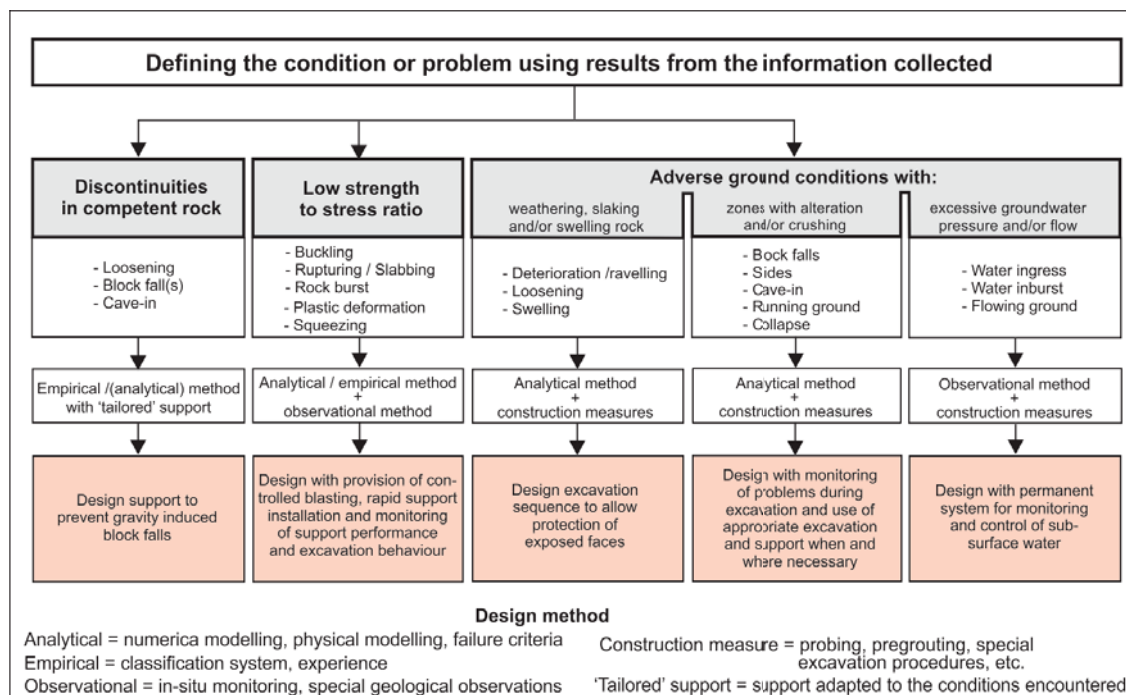 Defining the condition or problem using results from the information collected
Discontinuities
in competent rock
Low strength
to stress ratio
Adverse ground conditions with:
weathering, slaking
and/or swelling rock
zones with alteration
and/or crushing
excessive groundwater
pressure and/or flow
- Loosening
- Block fall(s)
- Cave-in
- Buckling
- Rupturing / Slabbing
- Rock burst
- Plastic deformation
- Squeezing
- Deterioration /ravelling
- Loosening
- Swelling
- Bock falls
- Sides
- Cave-in
- Running ground
- Collapse
- Water ingress
- Water inburst
- Flowing ground
Empirical /(analytical) method
with ‘tailored’ support
Analytical / empirical method
+
observational method
Analytical method
+
construction measures
Anaytical method
+
construction measures
Observational method
+
construction measures
Design support to
prevent gravity induced
block falls
Design with provision of con-
trolled blasting, rapid support
installation and monitoring
of support performance
and excavation behaviour
Design excavation
sequence to allow
protection of
exposed faces
Design with monitoring
of problems during
excavation and use of
appropriate excavation
and support when and
where necessary
Design with permanent
system for monitoring
and control of sub-
surface water
Design method
Analytical = numerica modelling, physical modelling, failure criteria
Empirical = classification system, experience
Observational = in-situ monitoring, special geological observations
Construction measure = probing, pregrouting, special
excavation procedures, etc.
‘Tailored’ support = support adapted to the conditions encountered